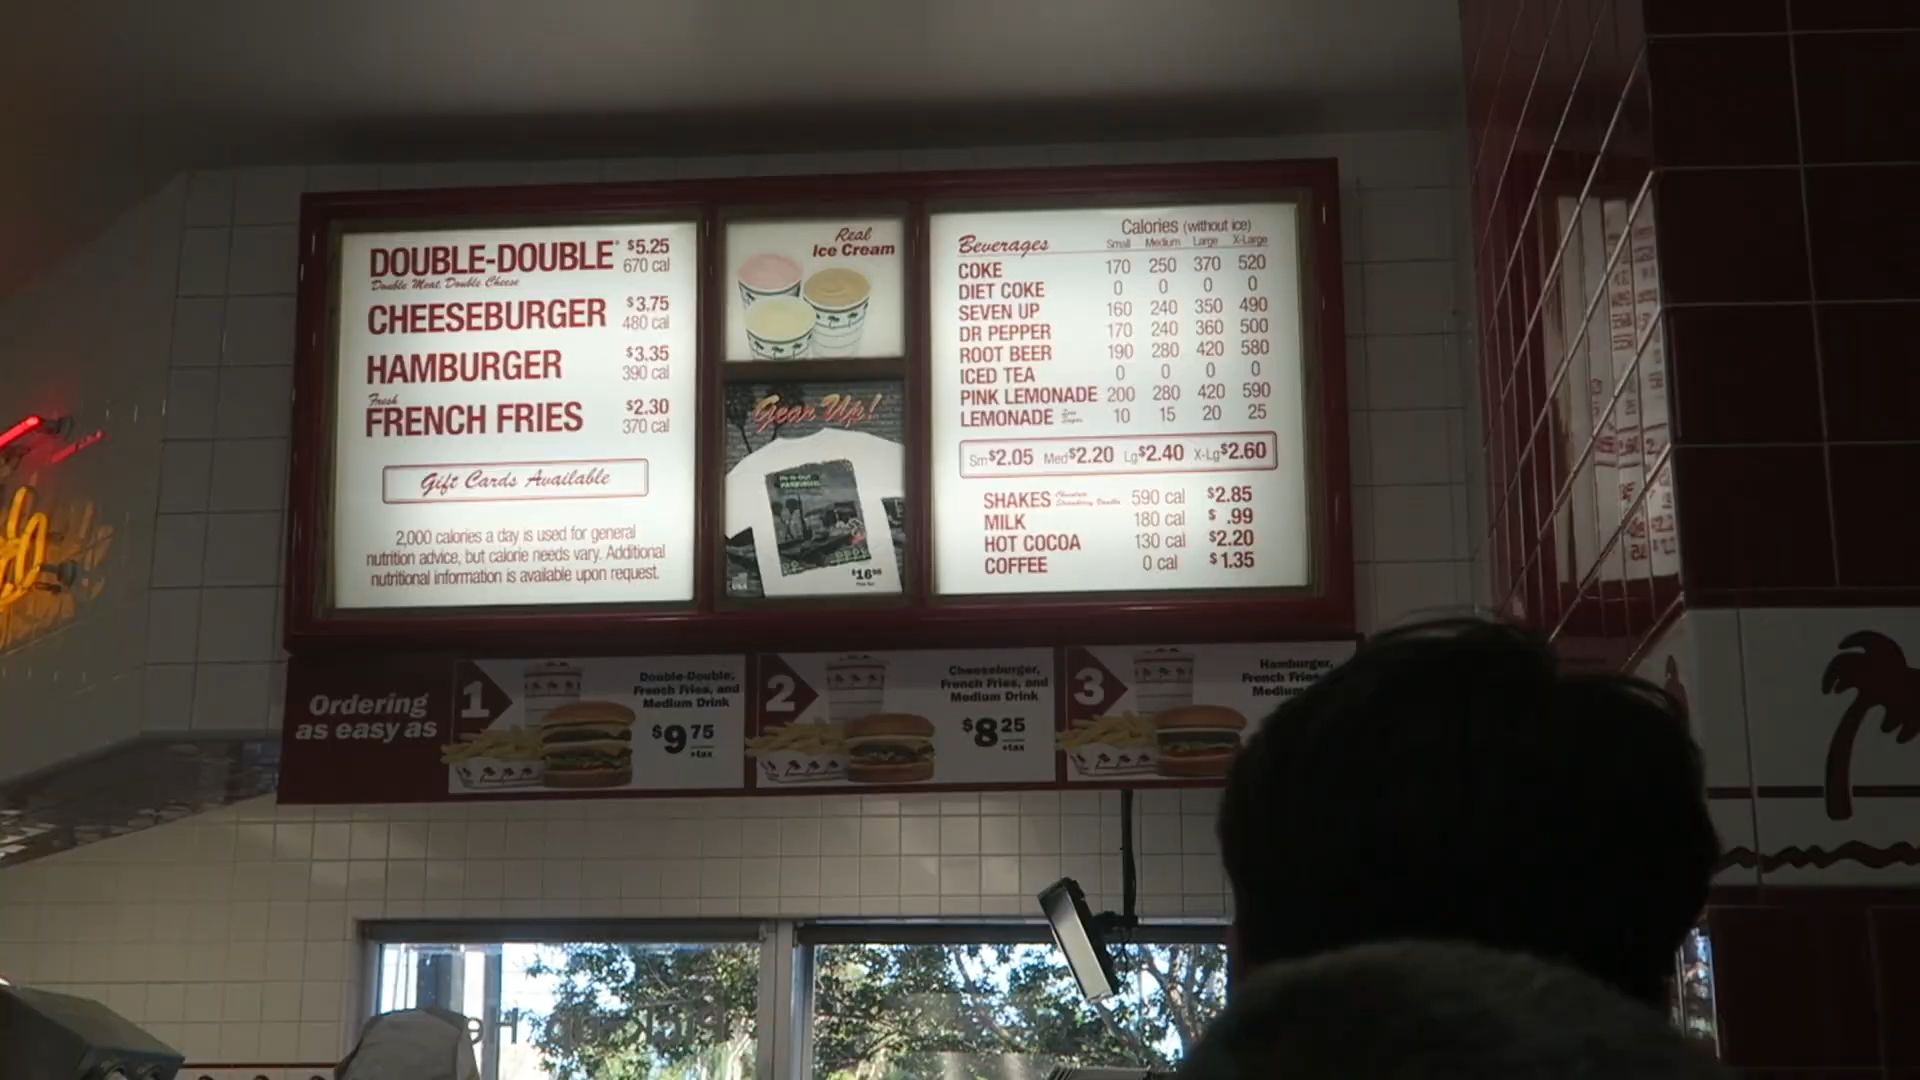 DOUBLE-DOUBLE $5.25
Double Meat, Double Cheese 670 cal
CHEESEBURGER $3.75
480 cal
HAMBURGER $3.35
390 cal
Fresh
FRENCH FRIES $2.30
370 cal
Gift Cards Available
2,000 calories a day is used for general
nutrition advice, but calorie needs vary. Additional
nutritional information is available upon request.
Real
Ice Cream
Gear Up!
Calories (without ice)
Beverages Small Medium Large X-Large
COKE 170 250 370 520
DIET COKE 0 0 0 0
SEVEN UP 160 240 350 490
DR PEPPER 170 240 360 500
ROOT BEER 190 280 420 580
ICED TEA 0 0 0 0
PINK LEMONADE 200 280 420 590
LEMONADE 10 15 20 25
Sm $2.05 Med $2.20 Lg $2.40 X-Lg $2.60
SHAKES Chocolate Strawberry Vanilla 590 cal $2.85
MILK 180 cal $ .99
HOT COCOA 130 cal $2.20
COFFEE 0 cal $1.35
Ordering
as easy as
1
Double-Double,
French Fries, and
Medium Drink
$9 75
+tax
2
Cheeseburger,
French Fries, and
Medium Drink
$8 25
+tax
3
Hamburger,
French Fries
Medium